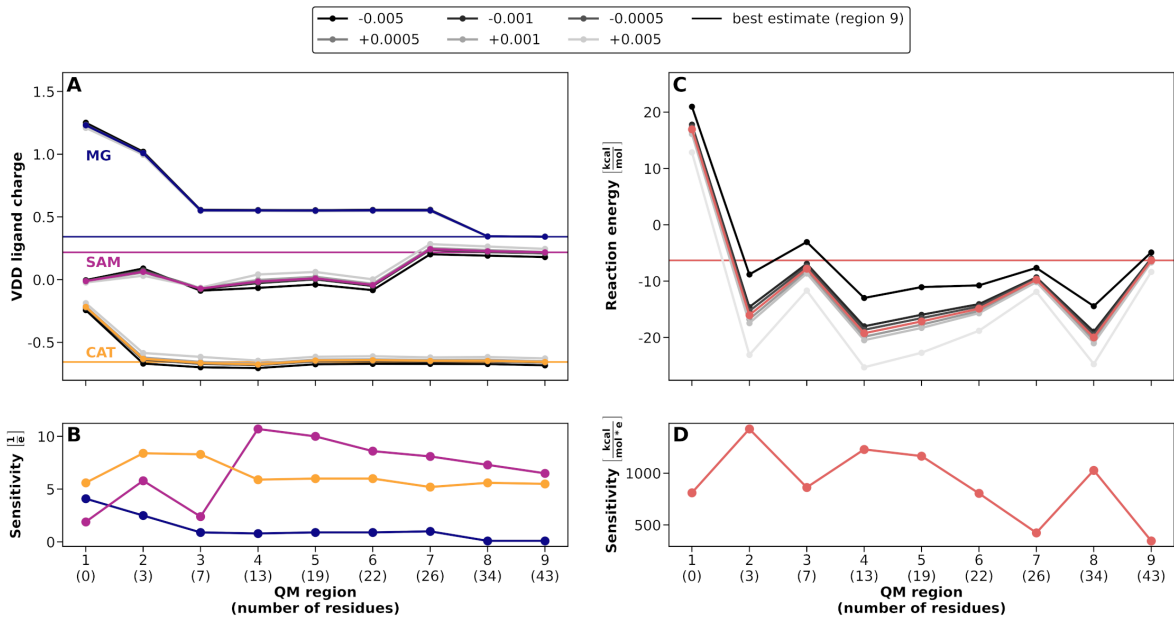 -0.005 -0.001 -0.0005 best estimate (region 9)
+0.0005 +0.001 +0.005
A
VDD ligand charge
1.5
1.0
0.5
0.0
-0.5
MG
SAM
CAT
B
Sensitivity [1/e]
10
5
0
1 2 3 4 5 6 7 8 9
(0) (3) (7) (13) (19) (22) (26) (34) (43)
QM region
(number of residues)
C
Reaction energy [kcal/mol]
20
10
0
-10
-20
D
Sensitivity [kcal/mol*e]
1000
500
1 2 3 4 5 6 7 8 9
(0) (3) (7) (13) (19) (22) (26) (34) (43)
QM region
(number of residues)